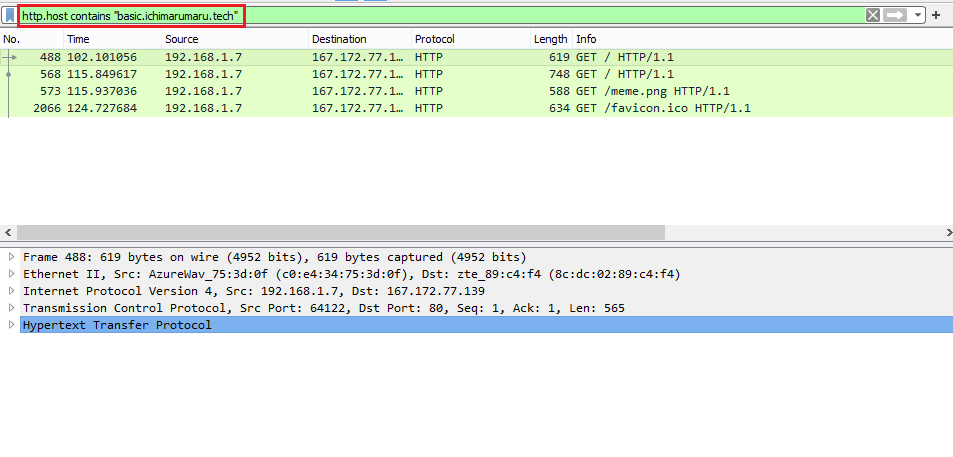 http.host contains "basic.ichimarumaru.tech"
No. Time Source Destination Protocol Length Info
488 102.101056 192.168.1.7 167.172.77.1… HTTP 619 GET / HTTP/1.1
568 115.849617 192.168.1.7 167.172.77.1… HTTP 748 GET / HTTP/1.1
573 115.937036 192.168.1.7 167.172.77.1… HTTP 588 GET /meme.png HTTP/1.1
2066 124.727684 192.168.1.7 167.172.77.1… HTTP 634 GET /favicon.ico HTTP/1.1
Frame 488: 619 bytes on wire (4952 bits), 619 bytes captured (4952 bits)
Ethernet II, Src: AzureWav_75:3d:0f (c0:e4:34:75:3d:0f), Dst: zte_89:c4:f4 (8c:dc:02:89:c4:f4)
Internet Protocol Version 4, Src: 192.168.1.7, Dst: 167.172.77.139
Transmission Control Protocol, Src Port: 64122, Dst Port: 80, Seq: 1, Ack: 1, Len: 565
Hypertext Transfer Protocol